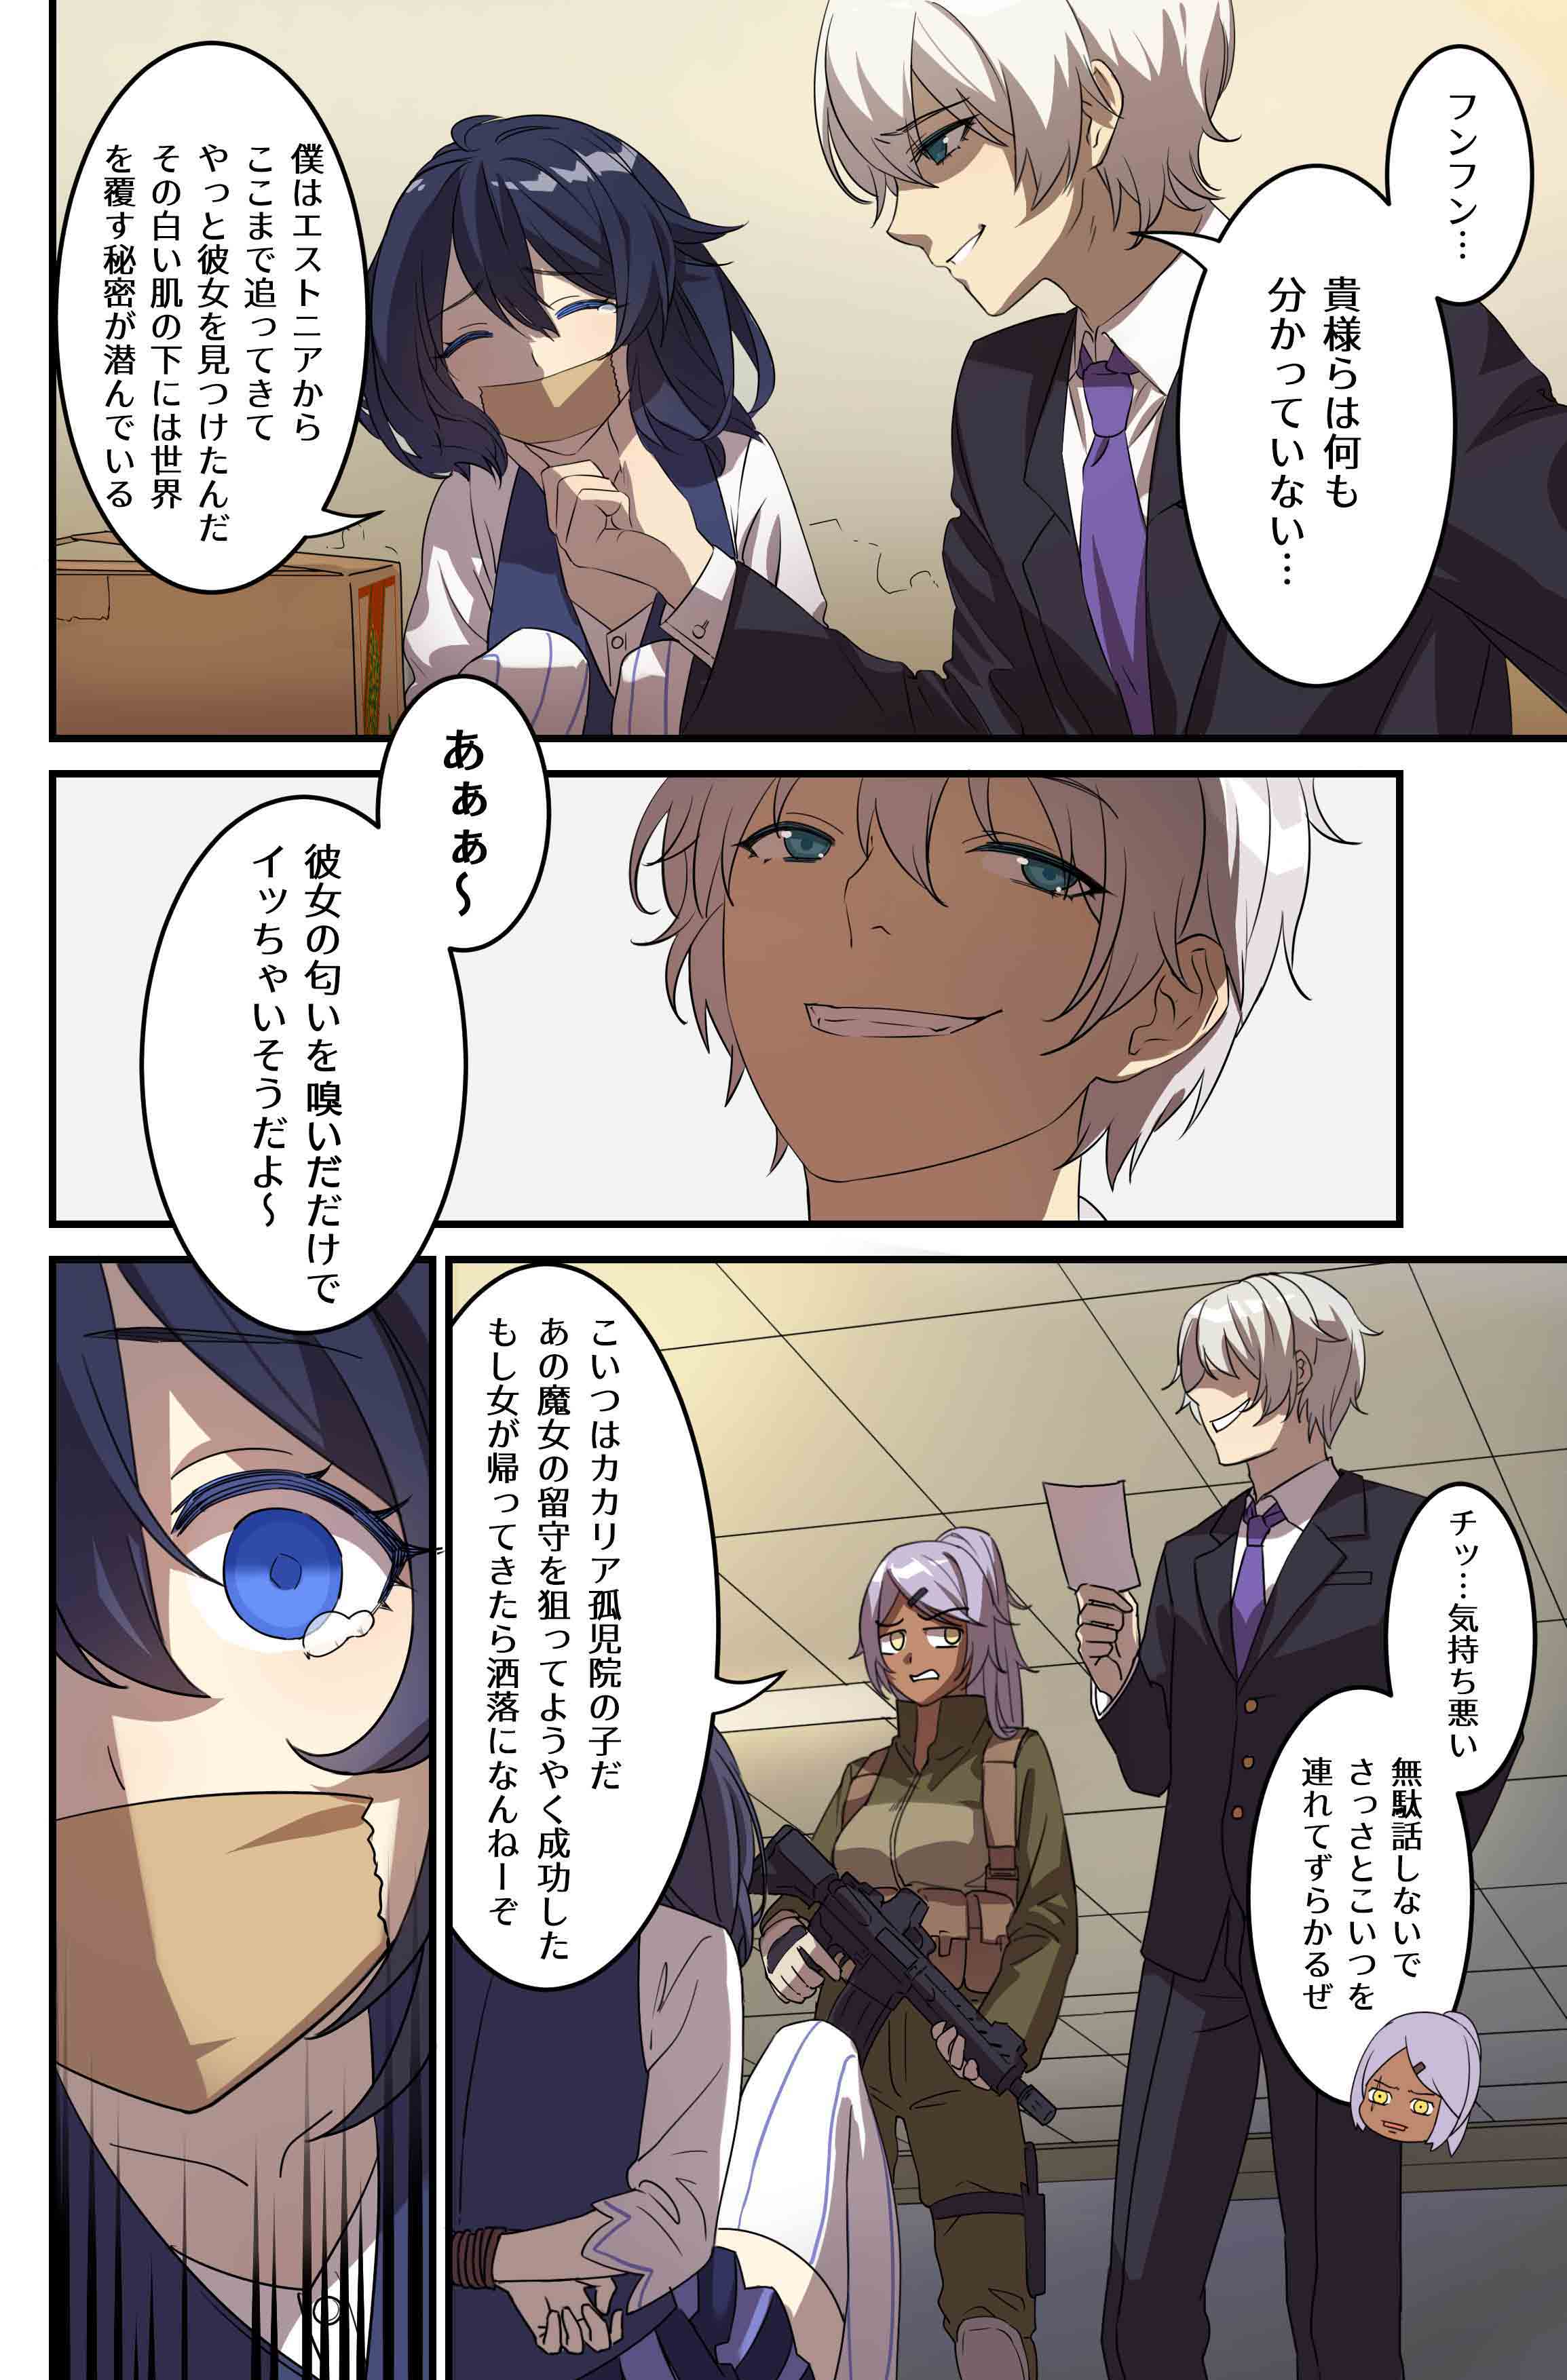 フンフン…
貴様らは何も
分かっていない…
僕はエストニアから
ここまで追ってきて
やっと彼女を見つけたんだ
その白い肌の下には世界
を覆す秘密が潜んでいる
あぁぁ～
彼女の匂いを嗅いだだけで
イッちゃいそうだよ～
チッ…気持ち悪い
無駄話しないで
さっさとこいつを
連れてずらかるぜ
こいつはカカリア孤児院の子だ
あの魔女の留守を狙ってようやく成功した
もし女が帰ってきたら洒落になんねーぞ